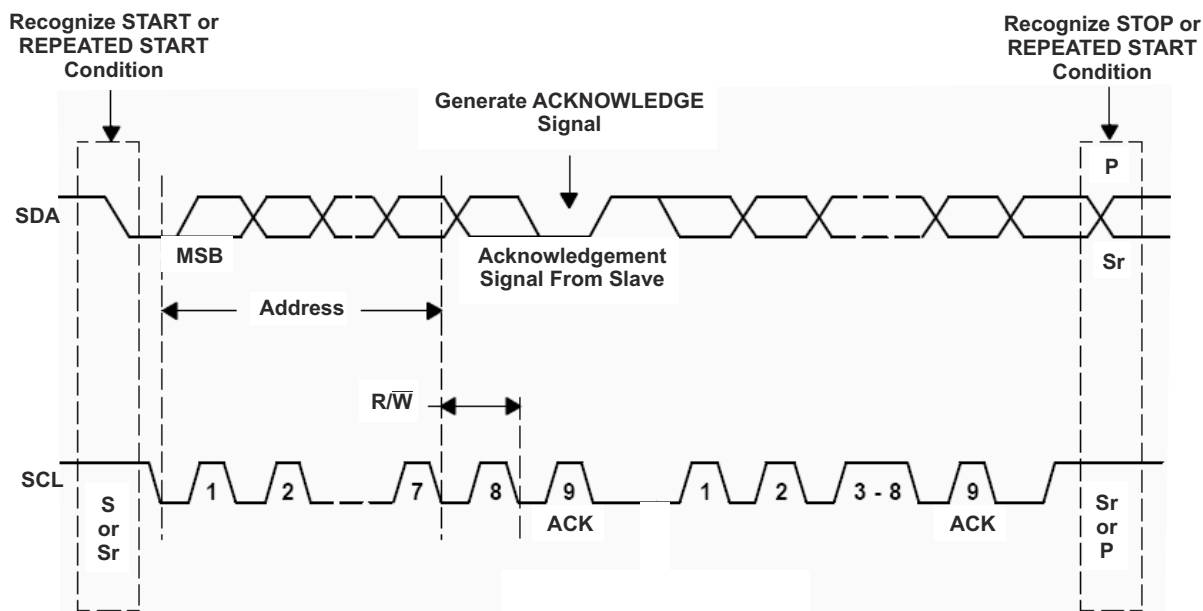 Recognize START or
REPEATED START
Condition
Recognize STOP or
REPEATED START
Condition
Generate ACKNOWLEDGE
Signal
P
SDA
MSB
Acknowledgement
Signal From Slave
Sr
Address
R/W̅
SCL
1 2 7 8 9 1 2 3 - 8 9
ACK
ACK
S
or
Sr
Sr
or
P